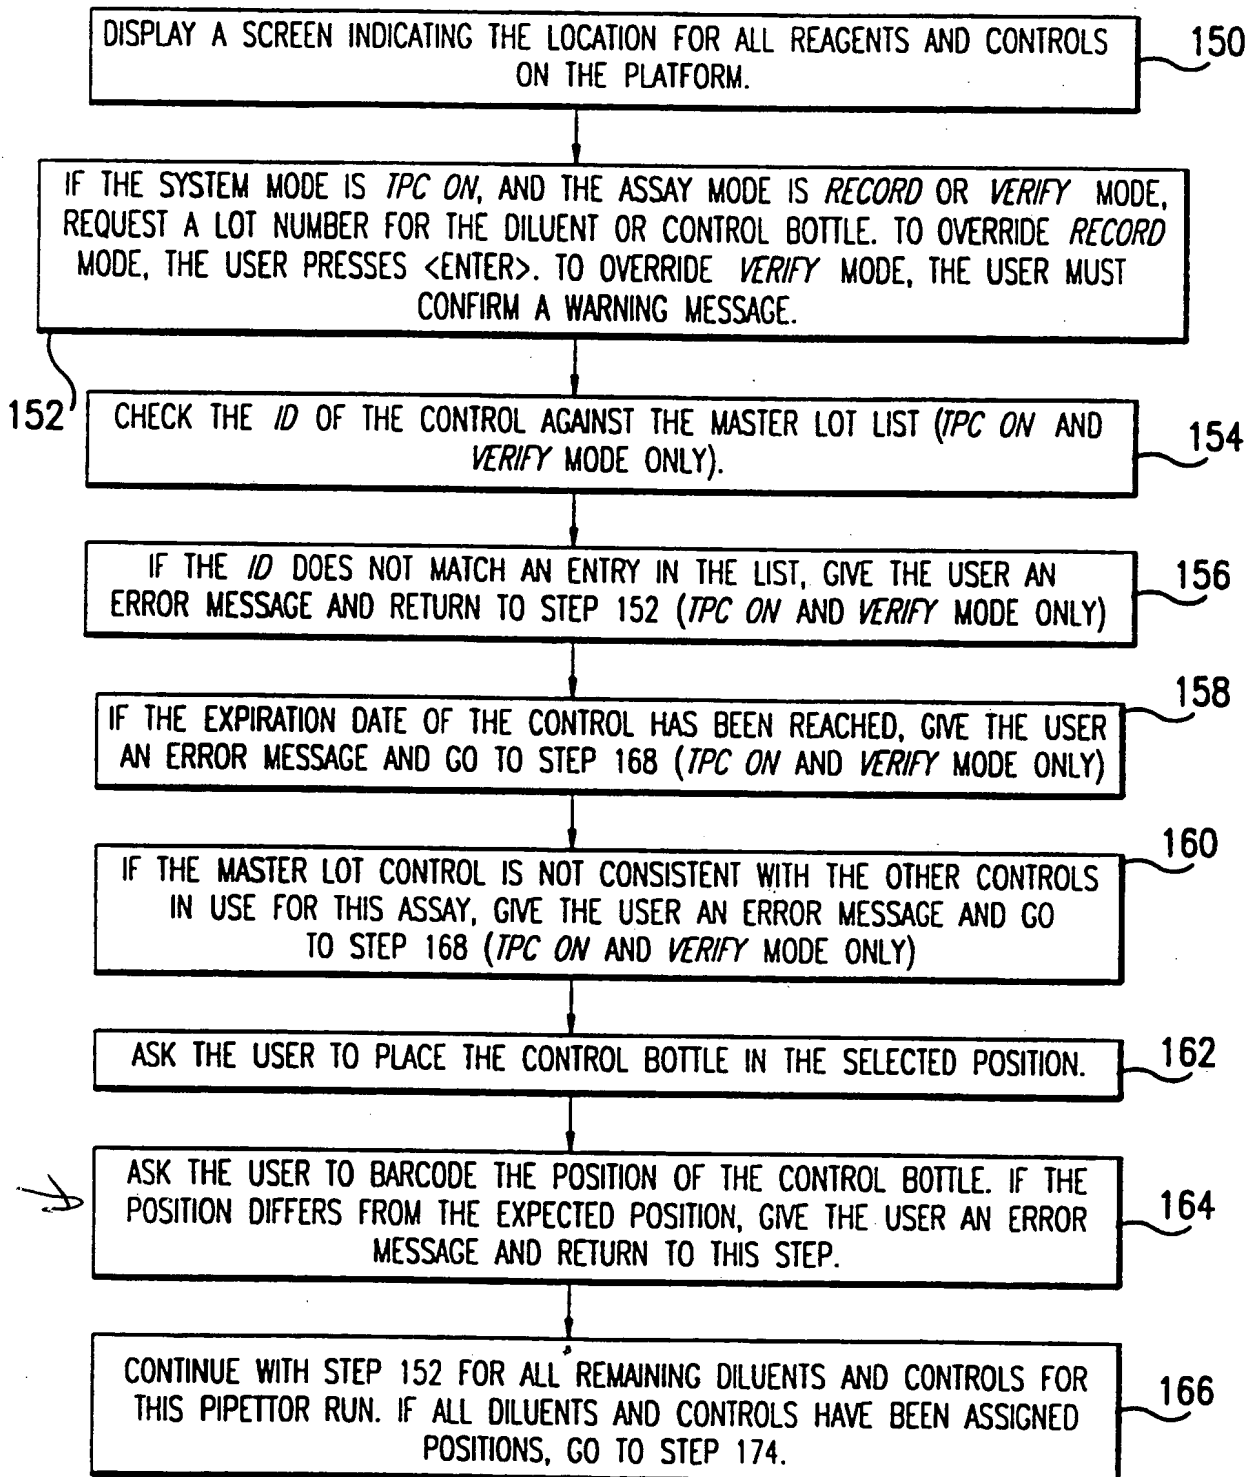 DISPLAY A SCREEN INDICATING THE LOCATION FOR ALL REAGENTS AND CONTROLS
ON THE PLATFORM.
150
IF THE SYSTEM MODE IS TPC ON, AND THE ASSAY MODE IS RECORD OR VERIFY MODE,
REQUEST A LOT NUMBER FOR THE DILUENT OR CONTROL BOTTLE. TO OVERRIDE RECORD
MODE, THE USER PRESSES <ENTER>. TO OVERRIDE VERIFY MODE, THE USER MUST
CONFIRM A WARNING MESSAGE.
152
CHECK THE ID OF THE CONTROL AGAINST THE MASTER LOT LIST (TPC ON AND
VERIFY MODE ONLY).
154
IF THE ID DOES NOT MATCH AN ENTRY IN THE LIST, GIVE THE USER AN
ERROR MESSAGE AND RETURN TO STEP 152 (TPC ON AND VERIFY MODE ONLY)
156
IF THE EXPIRATION DATE OF THE CONTROL HAS BEEN REACHED, GIVE THE USER
AN ERROR MESSAGE AND GO TO STEP 168 (TPC ON AND VERIFY MODE ONLY)
158
IF THE MASTER LOT CONTROL IS NOT CONSISTENT WITH THE OTHER CONTROLS
IN USE FOR THIS ASSAY, GIVE THE USER AN ERROR MESSAGE AND GO
TO STEP 168 (TPC ON AND VERIFY MODE ONLY)
160
ASK THE USER TO PLACE THE CONTROL BOTTLE IN THE SELECTED POSITION.
162
ASK THE USER TO BARCODE THE POSITION OF THE CONTROL BOTTLE. IF THE
POSITION DIFFERS FROM THE EXPECTED POSITION, GIVE THE USER AN ERROR
MESSAGE AND RETURN TO THIS STEP.
164
CONTINUE WITH STEP 152 FOR ALL REMAINING DILUENTS AND CONTROLS FOR
THIS PIPETTOR RUN. IF ALL DILUENTS AND CONTROLS HAVE BEEN ASSIGNED
POSITIONS, GO TO STEP 174.
166